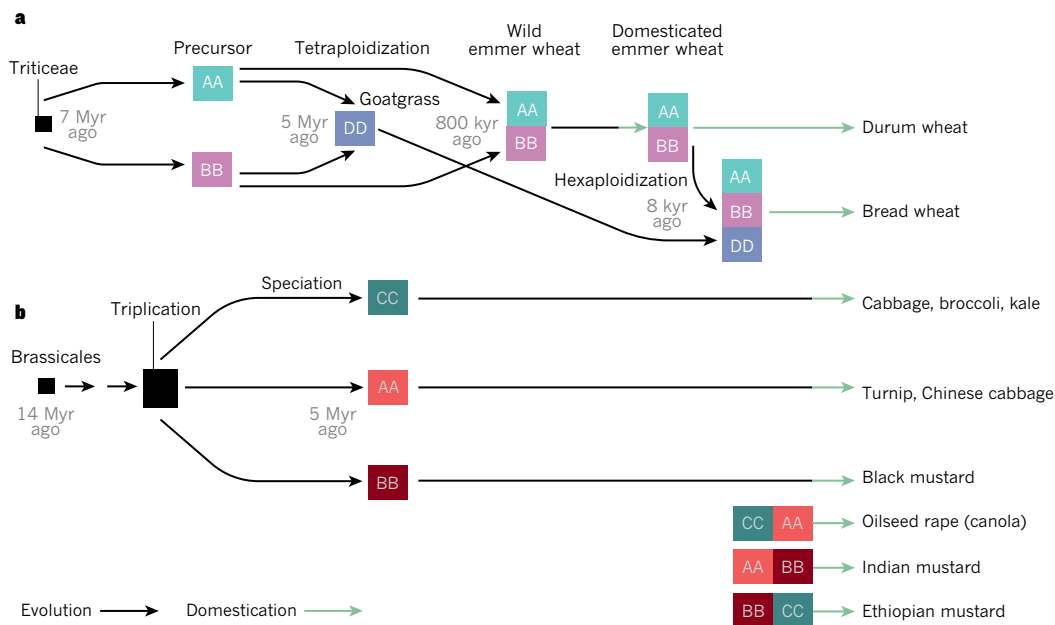 a
Precursor
Tetraploidization
Wild
emmer wheat
Domesticated
emmer wheat
Triticeae
AA
Goatgrass
7 Myr
ago
5 Myr
ago
DD
800 kyr
ago
AA
BB
AA
BB
Durum wheat
BB
Hexaploidization
8 kyr
ago
AA
BB
DD
Bread wheat
b
Speciation
CC
Cabbage, broccoli, kale
Triplication
Brassicales
14 Myr
ago
5 Myr
ago
AA
Turnip, Chinese cabbage
BB
Black mustard
CC AA
Oilseed rape (canola)
AA BB
Indian mustard
BB CC
Ethiopian mustard
Evolution
Domestication